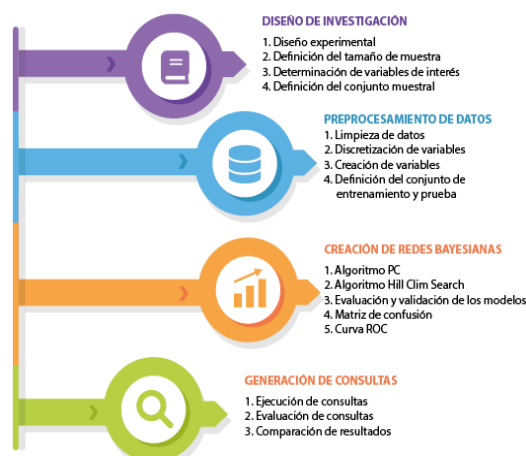 DISEÑO DE INVESTIGACIÓN
1. Diseño experimental
2. Definición del tamaño de muestra
3. Determinación de variables de interés
4. Definición del conjunto muestral
PREPROCESAMIENTO DE DATOS
1. Limpieza de datos
2. Discretización de variables
3. Creación de variables
4. Definición del conjunto de
entrenamiento y prueba
CREACIÓN DE REDES BAYESIANAS
1. Algoritmo PC
2. Algoritmo Hill Clim Search
3. Evaluación y validación de los modelos
4. Matriz de confusión
5. Curva ROC
GENERACIÓN DE CONSULTAS
1. Ejecución de consultas
2. Evaluación de consultas
3. Comparación de resultados